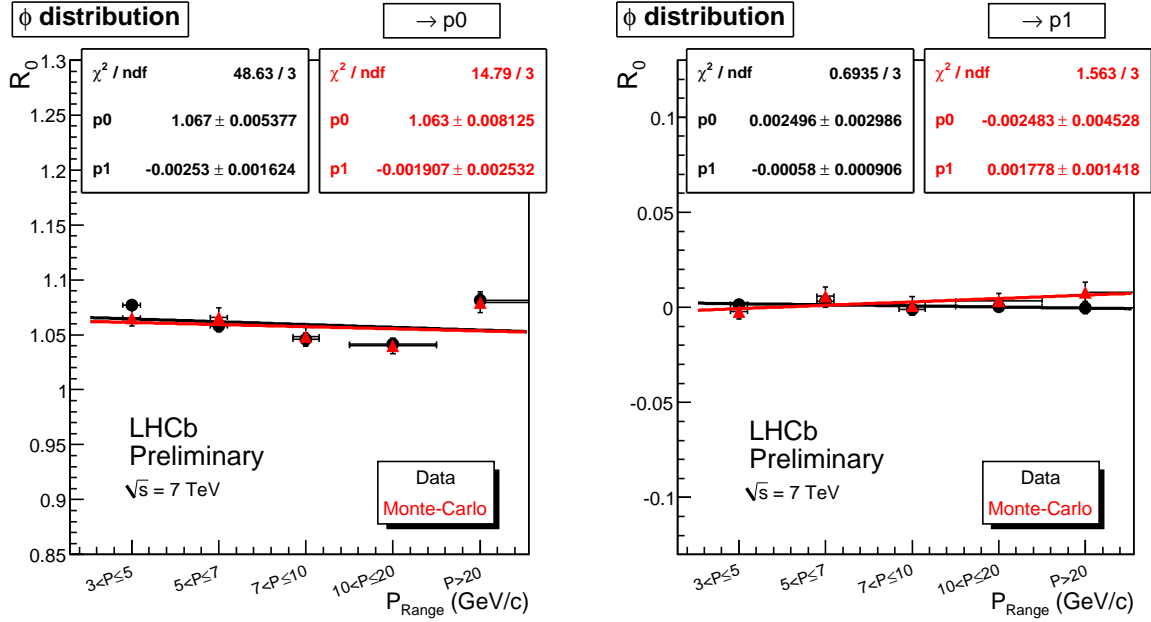 ϕ distribution
→ p0
R0
χ² / ndf 48.63 / 3
p0 1.067 ± 0.005377
p1 -0.00253 ± 0.001624
χ² / ndf 14.79 / 3
p0 1.063 ± 0.008125
p1 -0.001907 ± 0.002532
1.3
1.25
1.2
1.15
1.1
1.05
1
0.95
0.9
0.85
LHCb
Preliminary
√s = 7 TeV
Data
Monte-Carlo
3<P≤5
5<P≤7
7<P≤10
10<P≤20
P>20
PRange (GeV/c)
ϕ distribution
→ p1
R0
χ² / ndf 0.6935 / 3
p0 0.002496 ± 0.002986
p1 -0.00058 ± 0.000906
χ² / ndf 1.563 / 3
p0 -0.002483 ± 0.004528
p1 0.001778 ± 0.001418
0.1
0.05
0
-0.05
-0.1
LHCb
Preliminary
√s = 7 TeV
Data
Monte-Carlo
3<P≤5
5<P≤7
7<P≤10
10<P≤20
P>20
PRange (GeV/c)